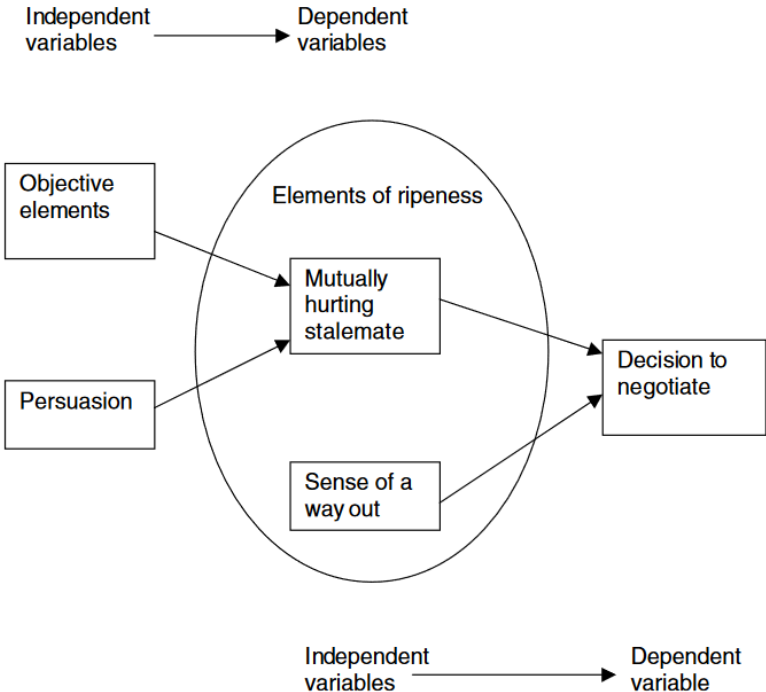 Independent
variables
Dependent
variables
Objective
elements
Elements of ripeness
Mutually
hurting
stalemate
Decision to
negotiate
Persuasion
Sense of a
way out
Independent
variables
Dependent
variable